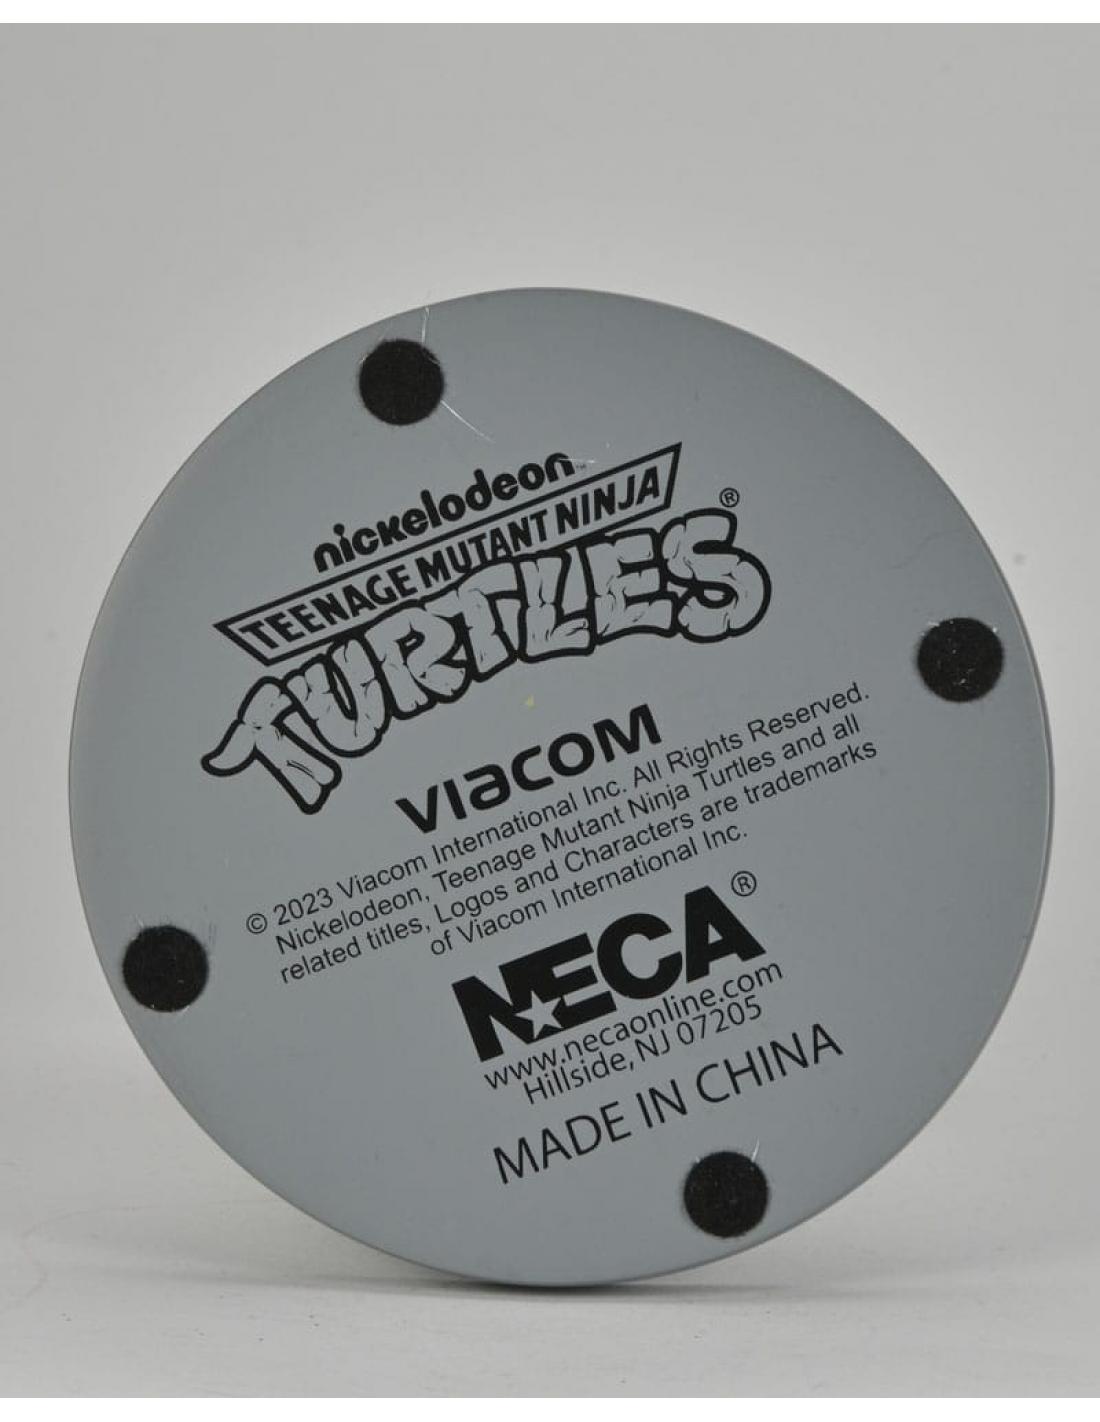 nickelodeon™
TEENAGE MUTANT NINJA
TURTLES®
VIACOM
© 2023 Viacom International Inc. All Rights Reserved.
Nickelodeon, Teenage Mutant Ninja Turtles and all
related titles, Logos and Characters are trademarks
of Viacom International Inc.
NECA®
www.necaonline.com
Hillside, NJ 07205
MADE IN CHINA